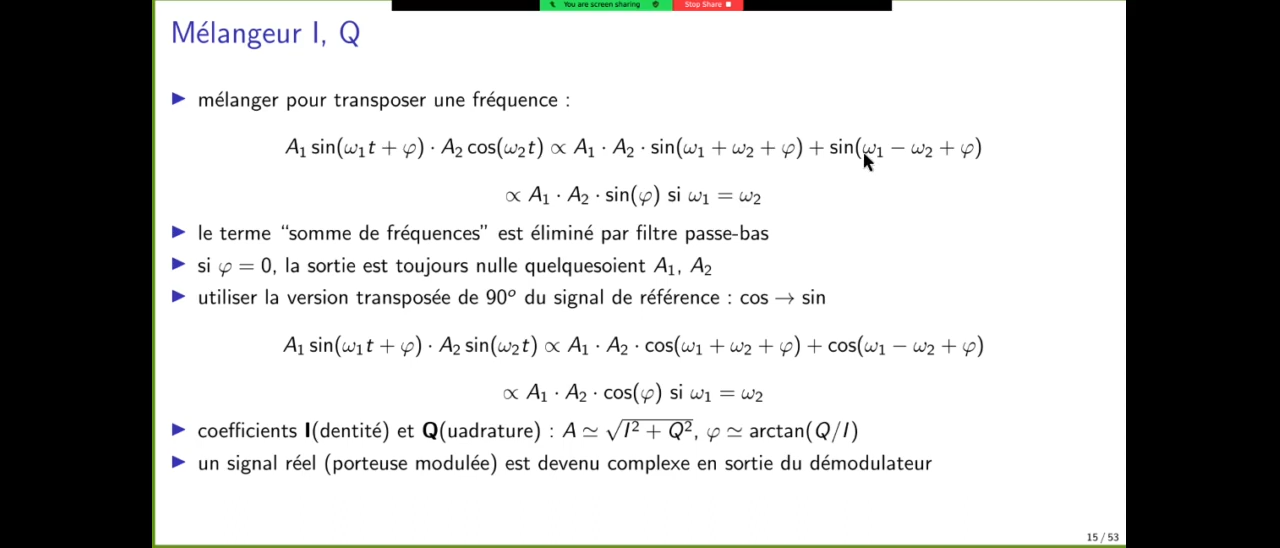 You are screen sharing
Stop Share
Mélangeur I, Q
mélanger pour transposer une fréquence :
A₁ sin(ω₁t + φ) · A₂ cos(ω₂t) ∝ A₁ · A₂ · sin(ω₁ + ω₂ + φ) + sin(ω₁ − ω₂ + φ)
∝ A₁ · A₂ · sin(φ) si ω₁ = ω₂
le terme “somme de fréquences” est éliminé par filtre passe-bas
si φ = 0, la sortie est toujours nulle quelquesoient A₁, A₂
utiliser la version transposée de 90ᵒ du signal de référence : cos → sin
A₁ sin(ω₁t + φ) · A₂ sin(ω₂t) ∝ A₁ · A₂ · cos(ω₁ + ω₂ + φ) + cos(ω₁ − ω₂ + φ)
∝ A₁ · A₂ · cos(φ) si ω₁ = ω₂
coefficients I(dentité) et Q(uadrature) : A ≃ √(I² + Q²), φ ≃ arctan(Q/I)
un signal réel (porteuse modulée) est devenu complexe en sortie du démodulateur
15 / 53